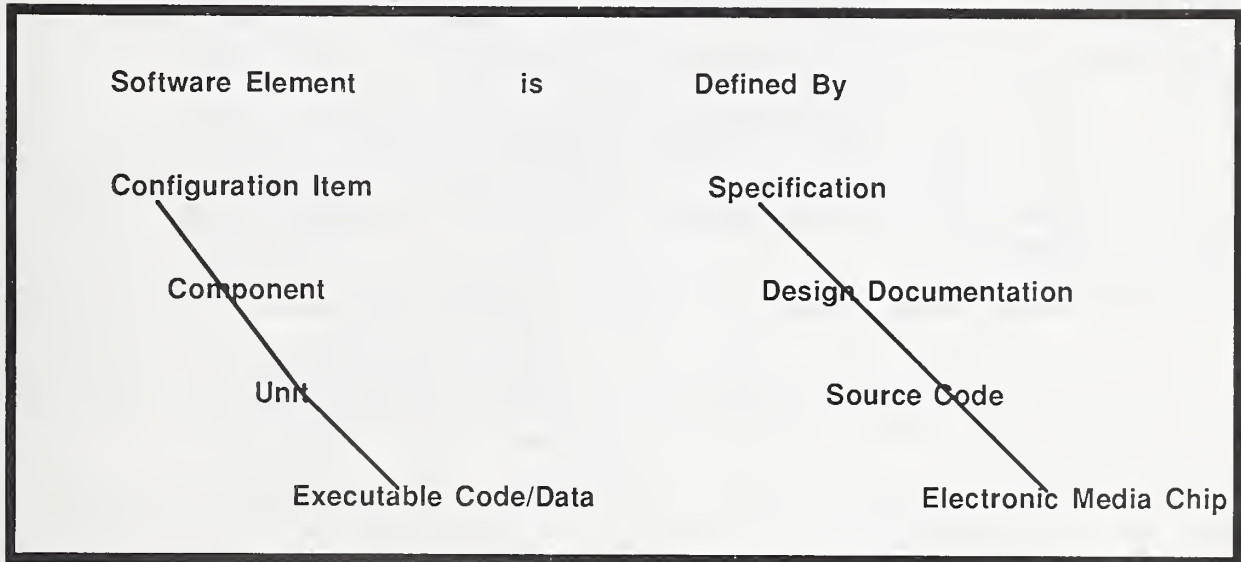 Software Element is Defined By
Configuration Item Specification
Component Design Documentation
Unit Source Code
Executable Code/Data Electronic Media Chip